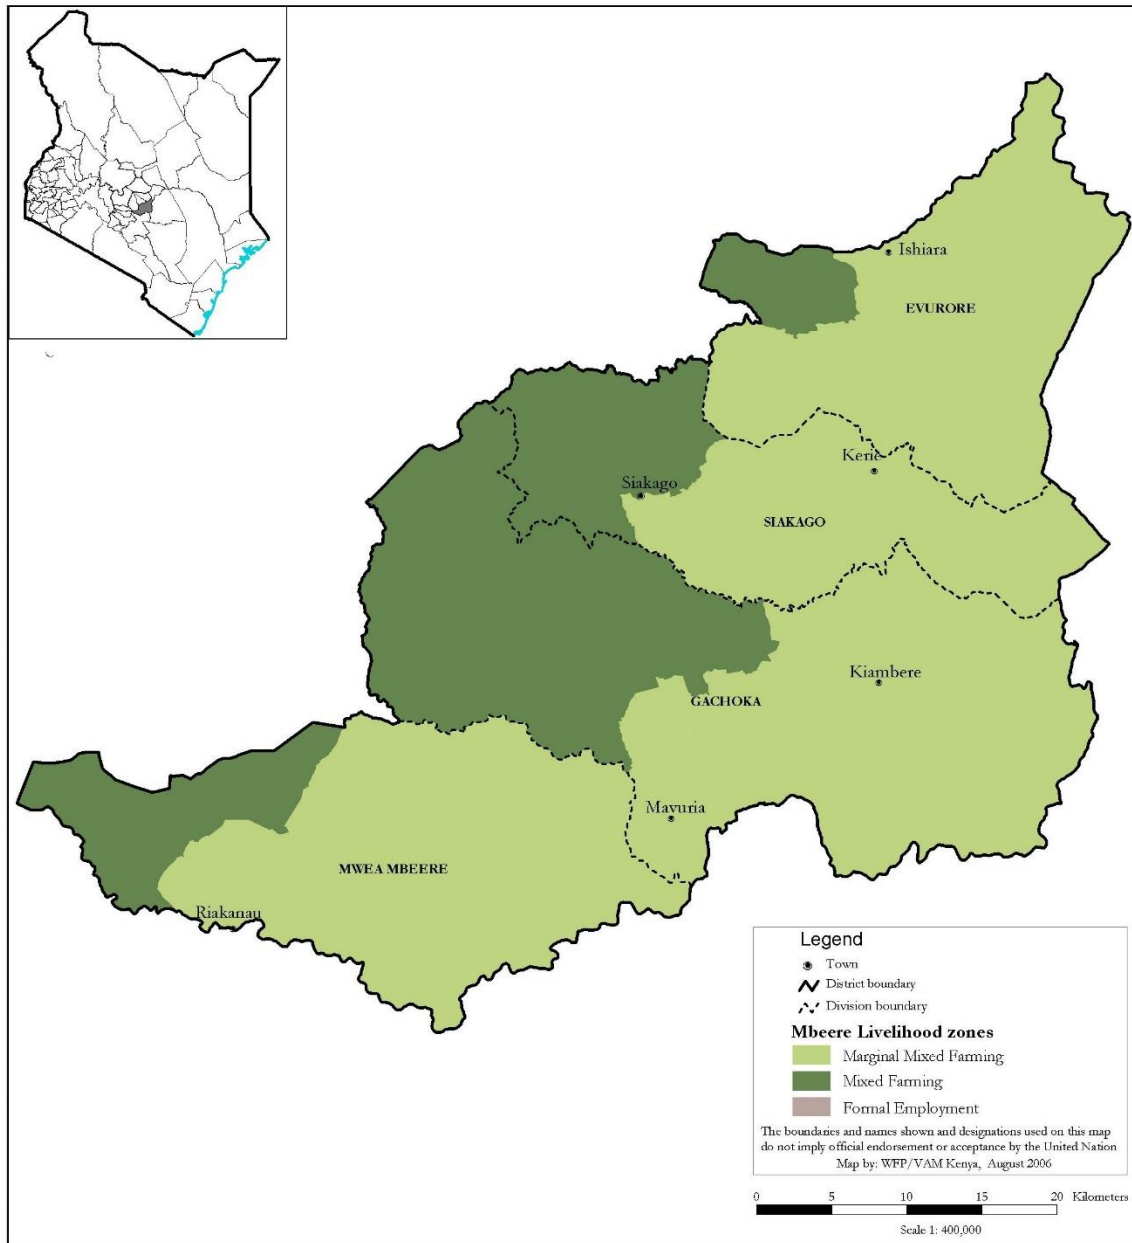 Ishiara
EVURORE
Kerie
Siakago
SIAKAGO
Kiambere
GACHOKA
Mavuria
MWEA MBEERE
Riakanau
Legend
Town
District boundary
Division boundary
Mbeere Livelihood zones
Marginal Mixed Farming
Mixed Farming
Formal Employment
The boundaries and names shown and designations used on this map
do not imply official endorsement or acceptance by the United Nation
Map by: WFP/VAM Kenya, August 2006
0 5 10 15 20 Kilometers
Scale 1: 400,000